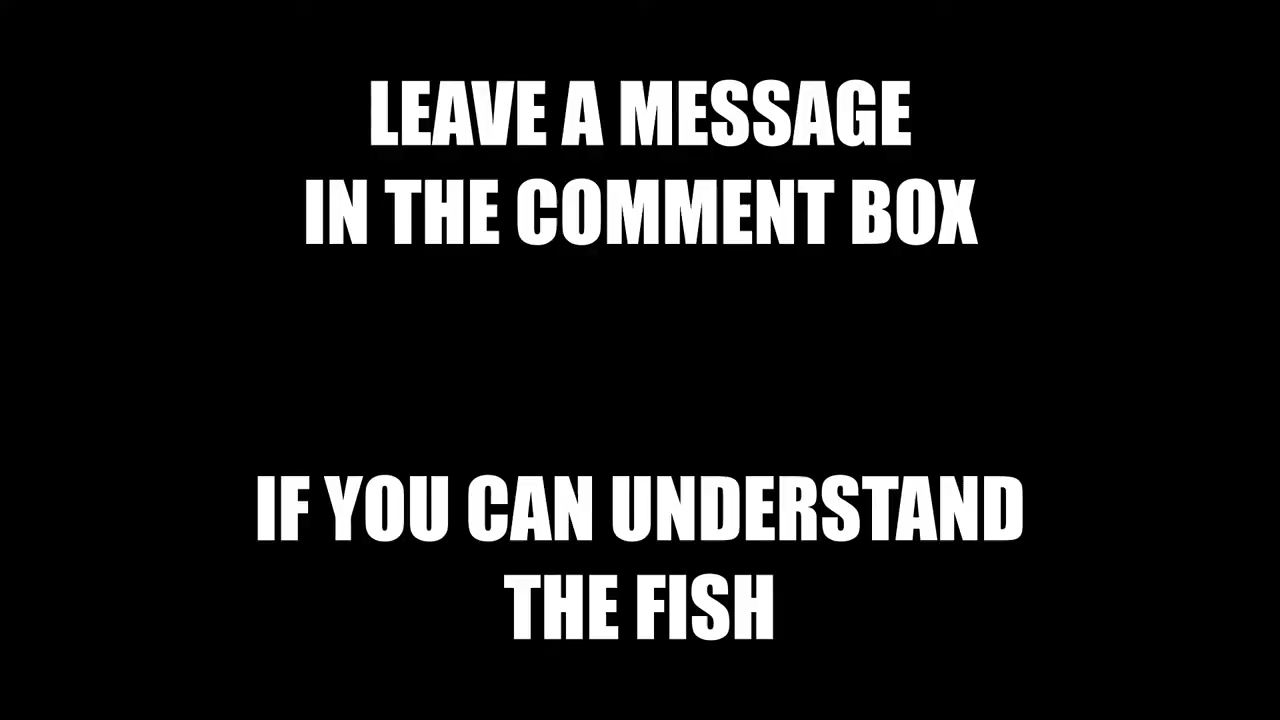 LEAVE A MESSAGE
IN THE COMMENT BOX
IF YOU CAN UNDERSTAND
THE FISH